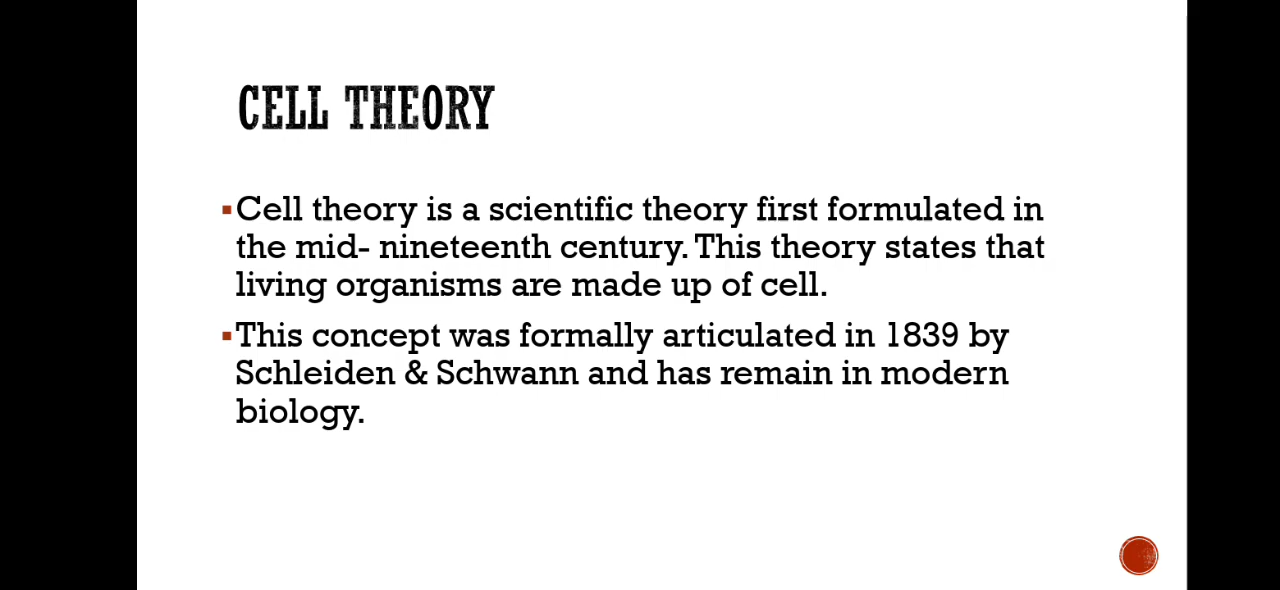 CELL THEORY
▪Cell theory is a scientific theory first formulated in
the mid- nineteenth century. This theory states that
living organisms are made up of cell.
▪This concept was formally articulated in 1839 by
Schleiden & Schwann and has remain in modern
biology.